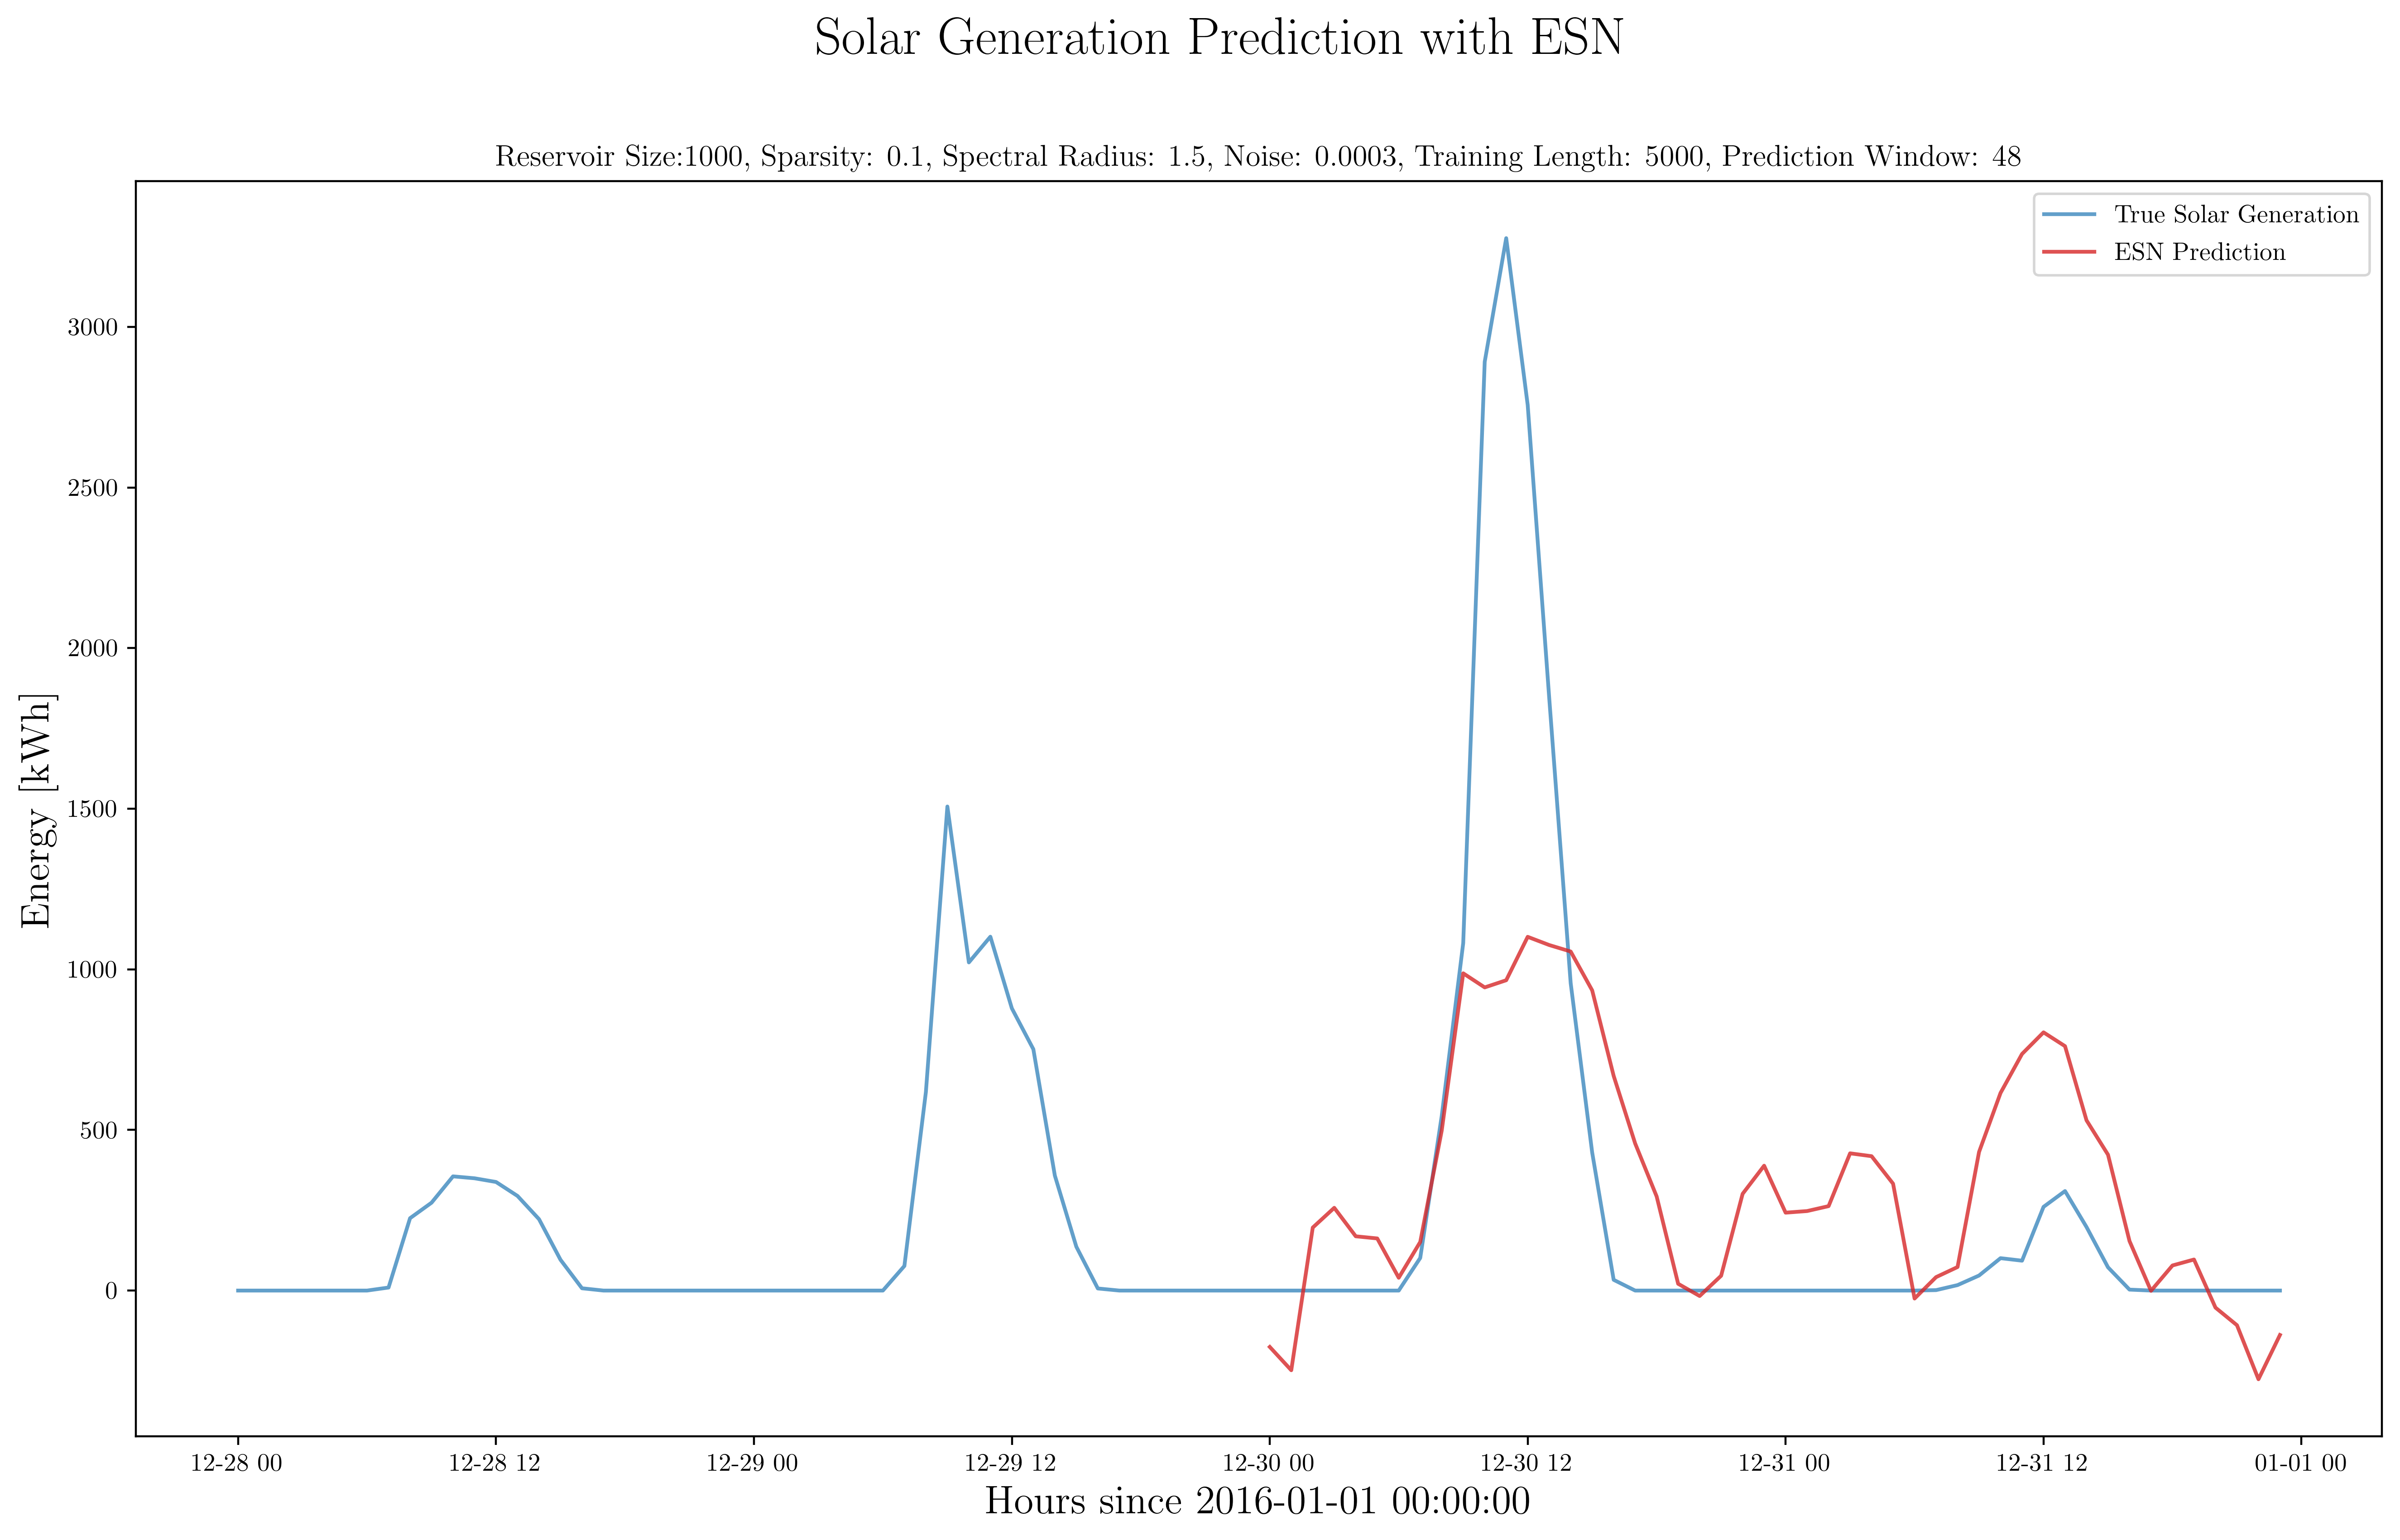 Solar Generation Prediction with ESN
Reservoir Size:1000, Sparsity: 0.1, Spectral Radius: 1.5, Noise: 0.0003, Training Length: 5000, Prediction Window: 48
True Solar Generation
ESN Prediction
Energy [kWh]
3000
2500
2000
1500
1000
500
0
12-28 00 12-28 12 12-29 00 12-29 12 12-30 00 12-30 12 12-31 00 12-31 12 01-01 00
Hours since 2016-01-01 00:00:00